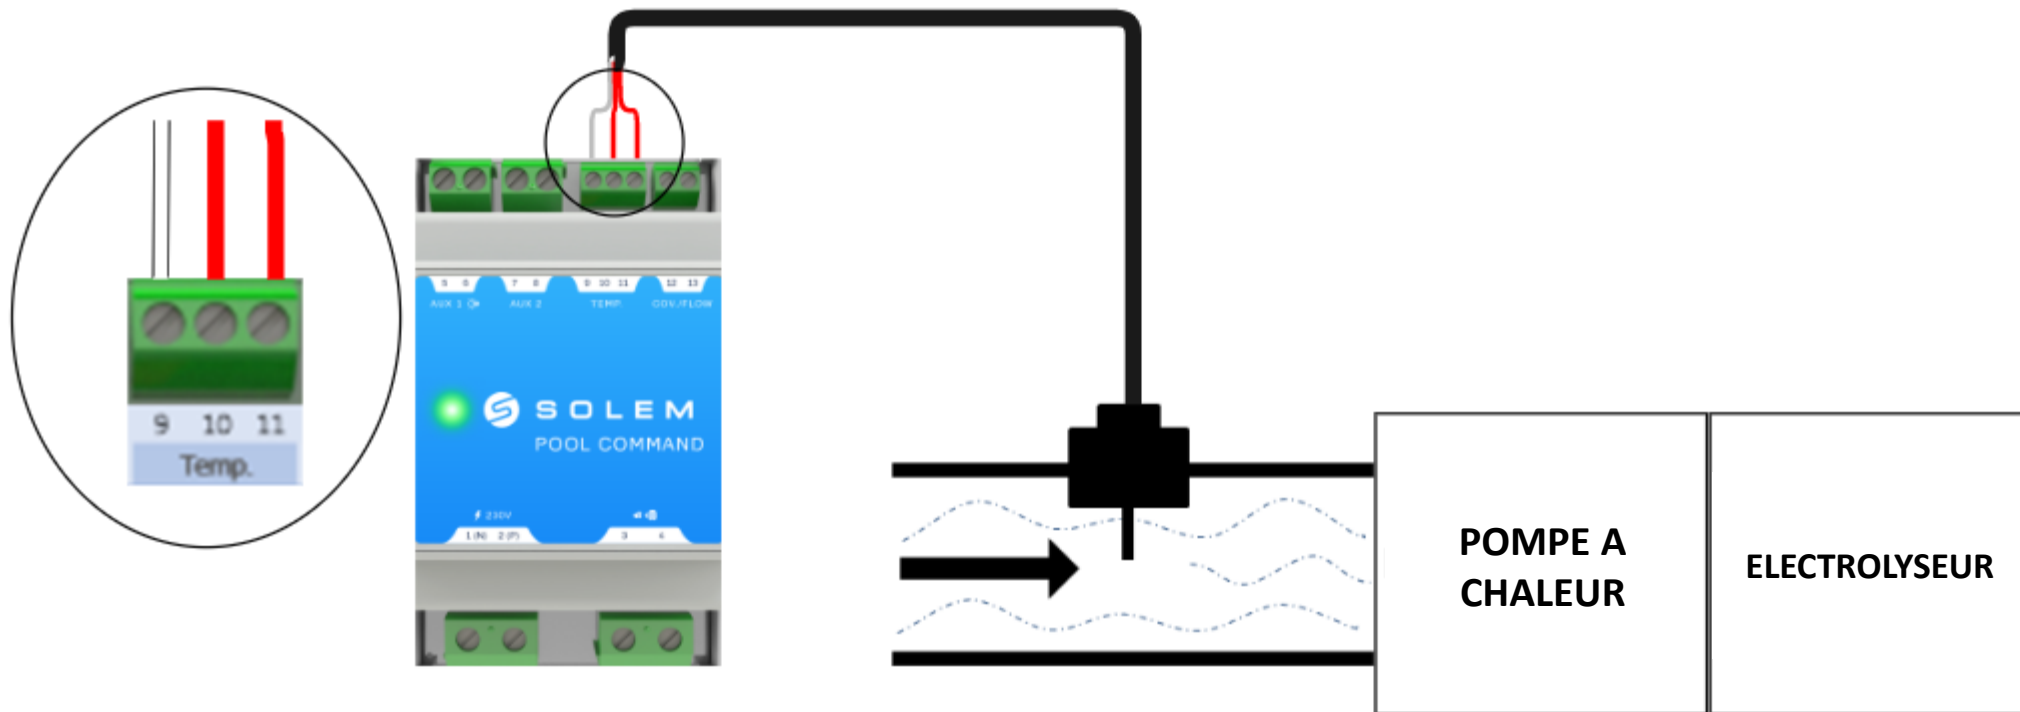 9 10 11
Temp.
5 6 7 8 9 10 11 12 13
AUX 1 AUX 2 TEMP. COV./FLOW
SOLEM
POOL COMMAND
230V
1 (N) 2 (P) 3 4
POMPE A
CHALEUR
ELECTROLYSEUR